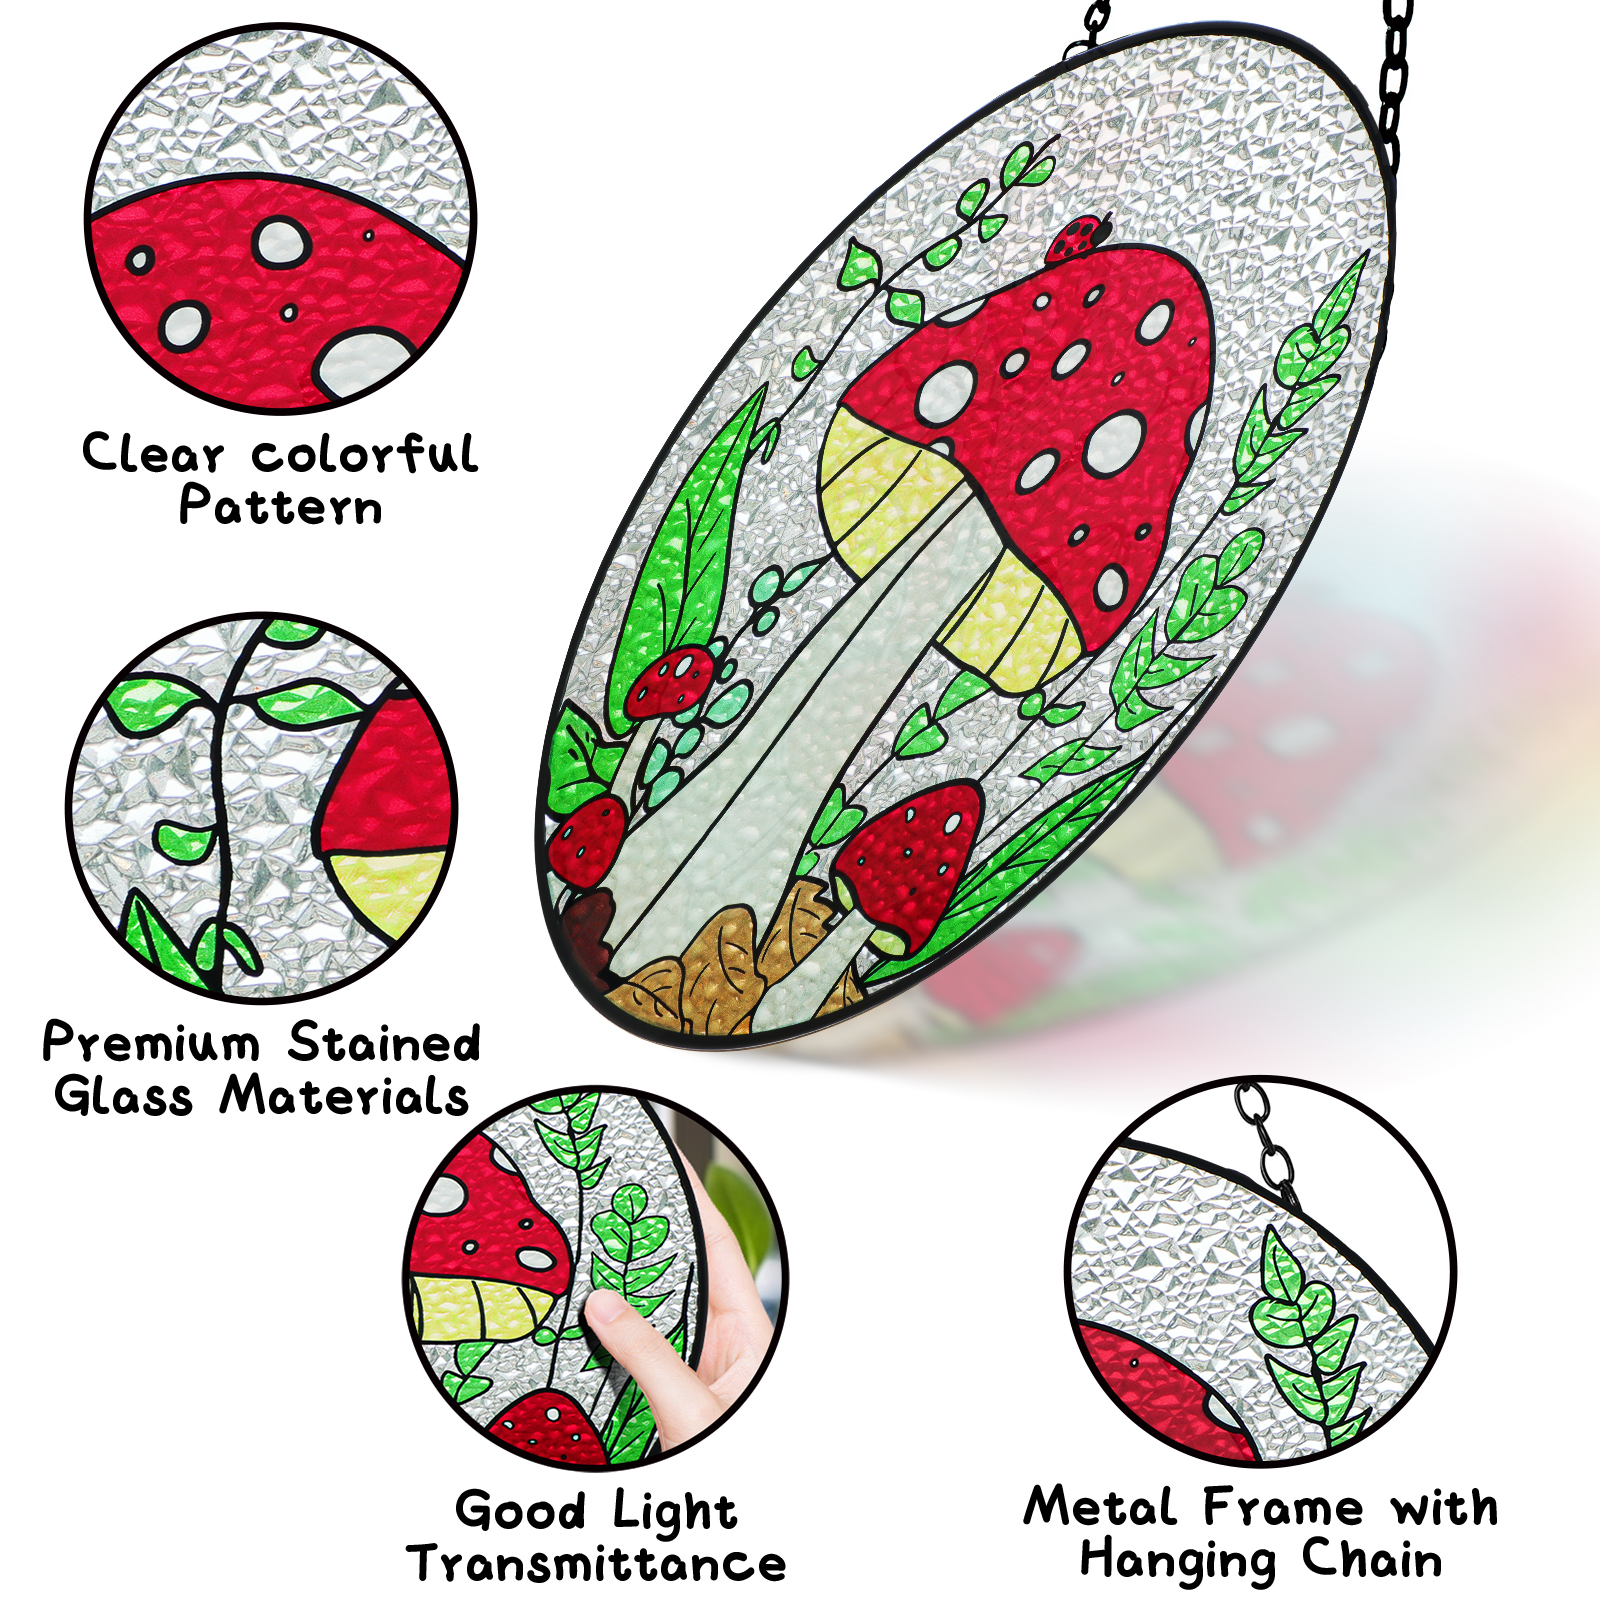 Clear colorful
Pattern
Premium Stained
Glass Materials
Good Light
Transmittance
Metal Frame with
Hanging Chain